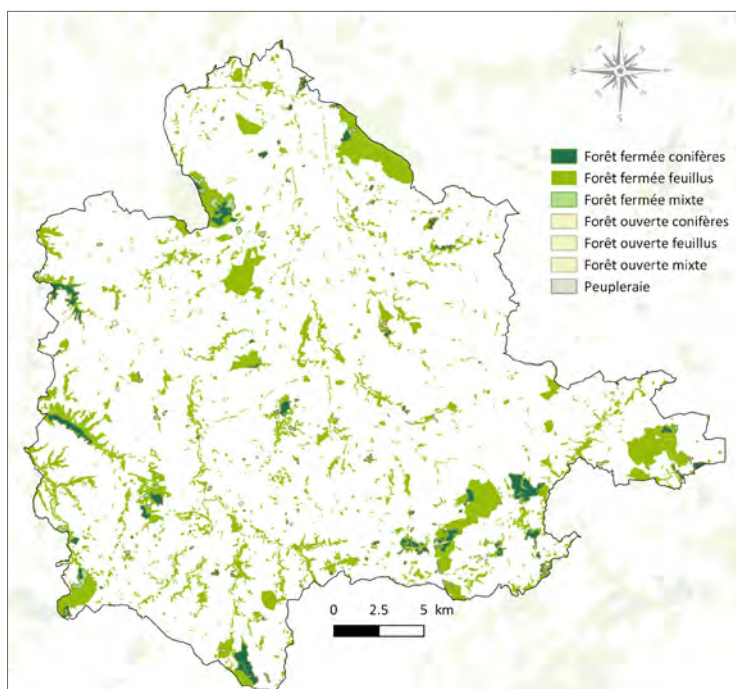 N
W
E
S
Forêt fermée conifères
Forêt fermée feuillus
Forêt fermée mixte
Forêt ouverte conifères
Forêt ouverte feuillus
Forêt ouverte mixte
Peupleraie
0 2.5 5 km